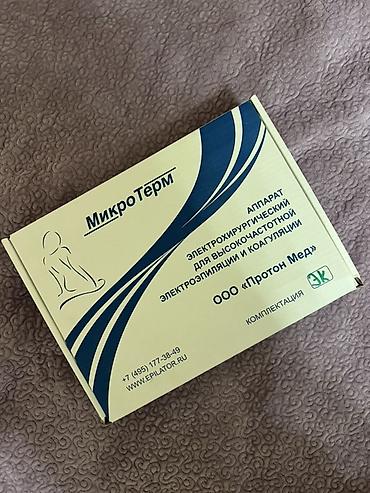 МикроТерм
АППАРАТ
ЭЛЕКТРОХИРУРГИЧЕСКИЙ
ДЛЯ ВЫСОКОЧАСТОТНОЙ
ЭЛЕКТРОЭПИЛЯЦИИ И КОАГУЛЯЦИИ
ООО «Протон Мед»
КОМПЛЕКТАЦИЯ
ЭК
+7 (495) 177-38-49
WWW.EPILATOR.RU